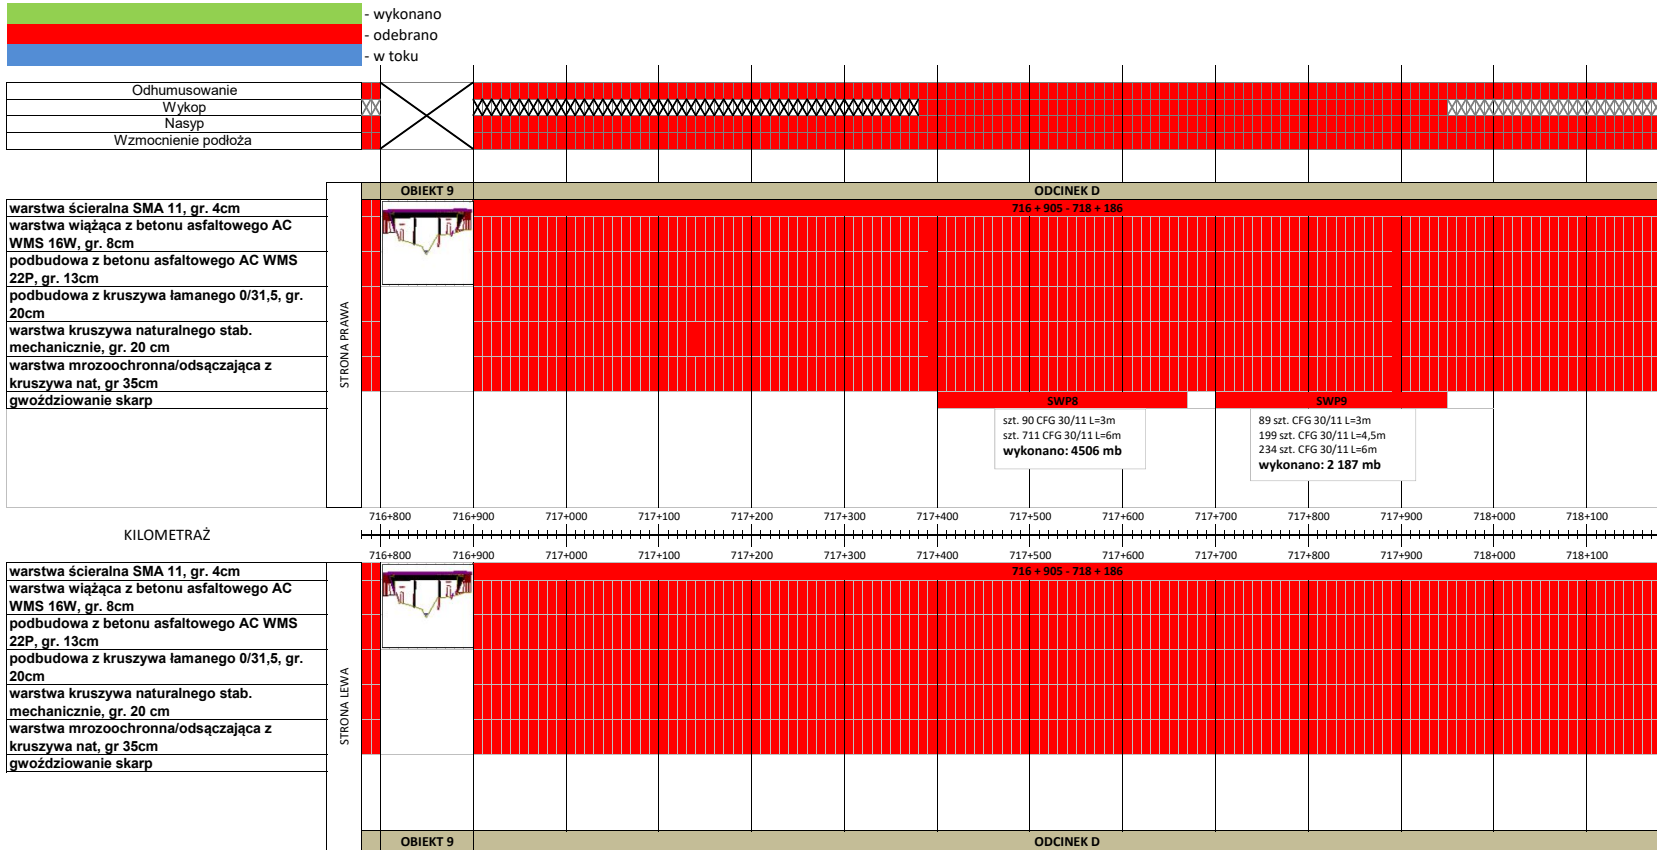 - wykonano
- odebrano
- w toku
Odhumusowanie
Wykop
Nasyp
Wzmocnienie podłoża
OBIEKT 9 ODCINEK D
warstwa ścieralna SMA 11, gr. 4cm
716 + 905 - 718 + 186
warstwa wiążąca z betonu asfaltowego AC
WMS 16W, gr. 8cm
podbudowa z betonu asfaltowego AC WMS
22P, gr. 13cm
podbudowa z kruszywa łamanego 0/31,5, gr.
20cm
warstwa kruszywa naturalnego stab.
mechanicznie, gr. 20 cm
warstwa mrozoochronna/odsączająca z
kruszywa nat, gr 35cm
gwoździowanie skarp
STRONA PRAWA
SWP8 SWP9
szt. 90 CFG 30/11 L=3m
szt. 711 CFG 30/11 L=6m
wykonano: 4506 mb
89 szt. CFG 30/11 L=3m
199 szt. CFG 30/11 L=4,5m
234 szt. CFG 30/11 L=6m
wykonano: 2 187 mb
716+800 716+900 717+000 717+100 717+200 717+300 717+400 717+500 717+600 717+700 717+800 717+900 718+000 718+100
KILOMETRAŻ
716+800 716+900 717+000 717+100 717+200 717+300 717+400 717+500 717+600 717+700 717+800 717+900 718+000 718+100
warstwa ścieralna SMA 11, gr. 4cm
716 + 905 - 718 + 186
warstwa wiążąca z betonu asfaltowego AC
WMS 16W, gr. 8cm
podbudowa z betonu asfaltowego AC WMS
22P, gr. 13cm
podbudowa z kruszywa łamanego 0/31,5, gr.
20cm
warstwa kruszywa naturalnego stab.
mechanicznie, gr. 20 cm
warstwa mrozoochronna/odsączająca z
kruszywa nat, gr 35cm
gwoździowanie skarp
STRONA LEWA
OBIEKT 9 ODCINEK D